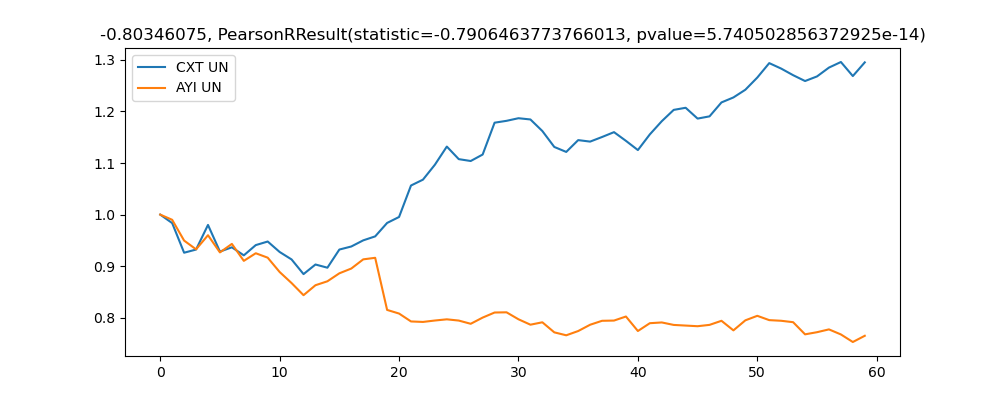 -0.80346075, PearsonRResult(statistic=-0.7906463773766013, pvalue=5.740502856372925e-14)
CXT UN
AYI UN
1.3
1.2
1.1
1.0
0.9
0.8
0 10 20 30 40 50 60